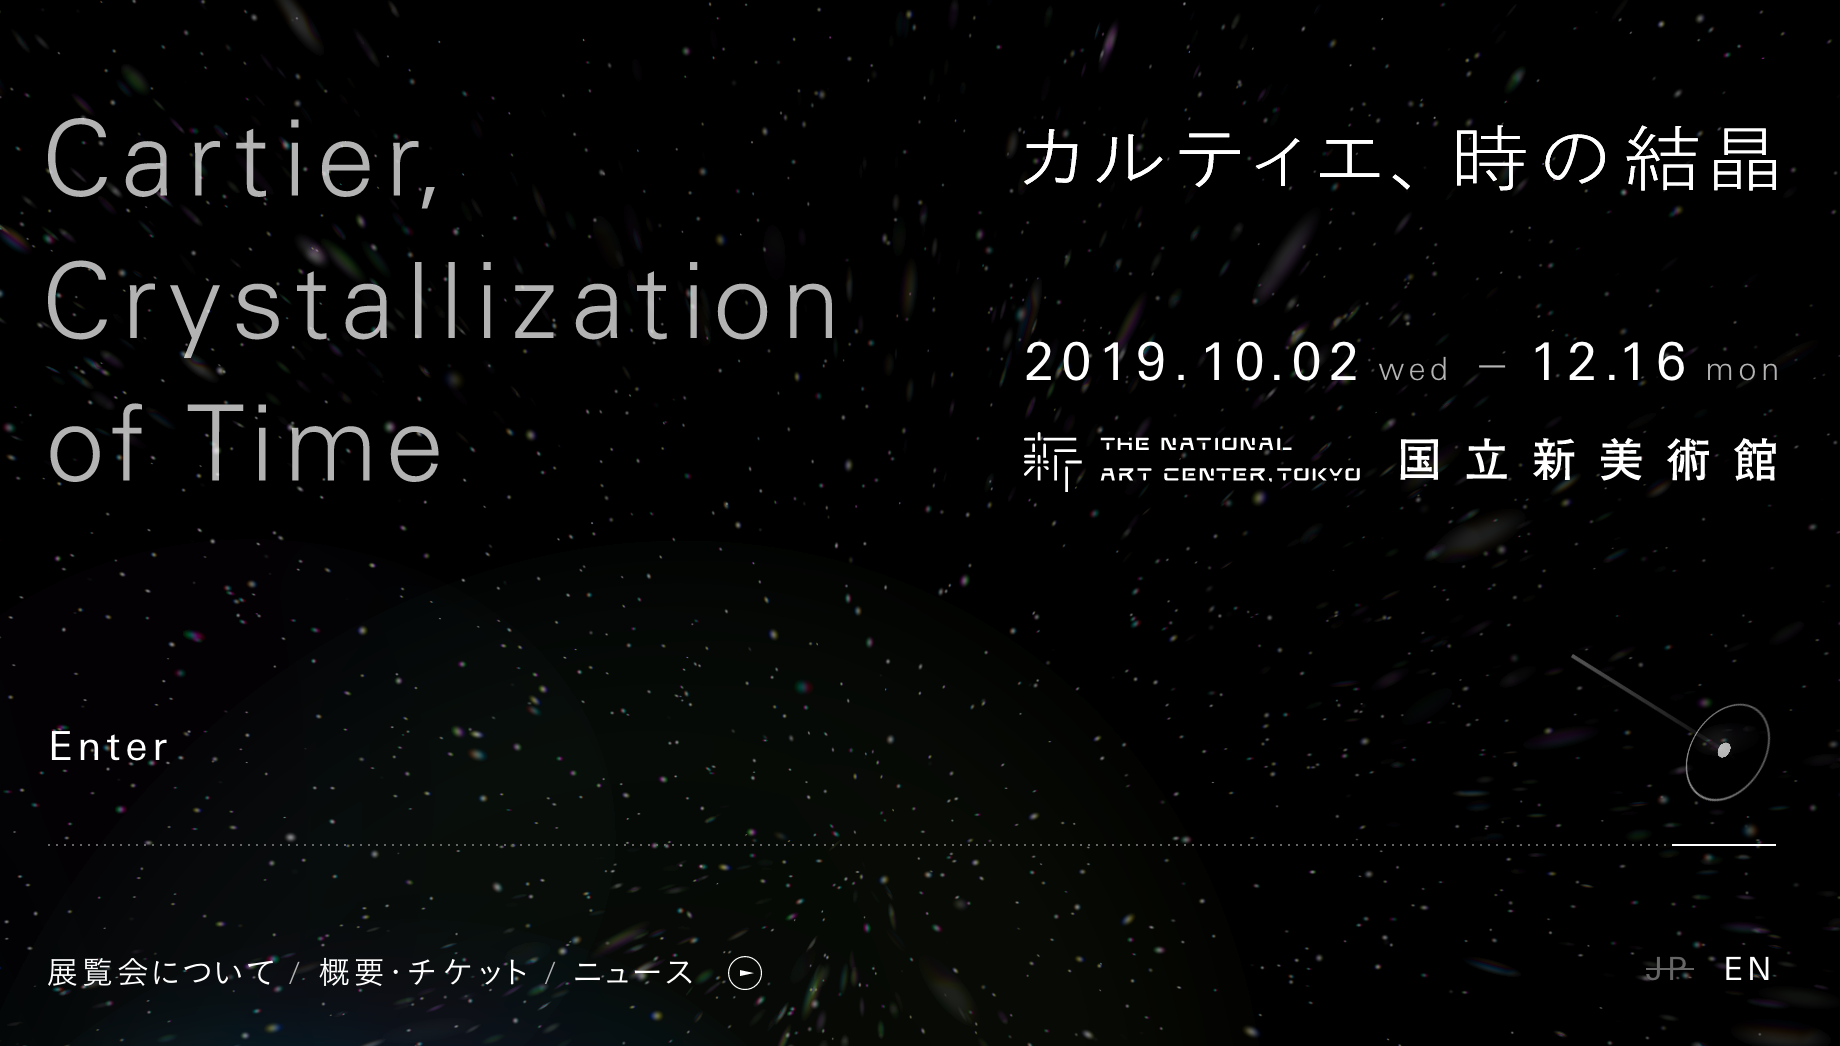 Cartier,
Crystallization
of Time
カルティエ、時の結晶
2019.10.02 wed — 12.16 mon
THE NATIONAL
ART CENTER, TOKYO
国立新美術館
Enter
展覧会について / 概要・チケット / ニュース
JP EN